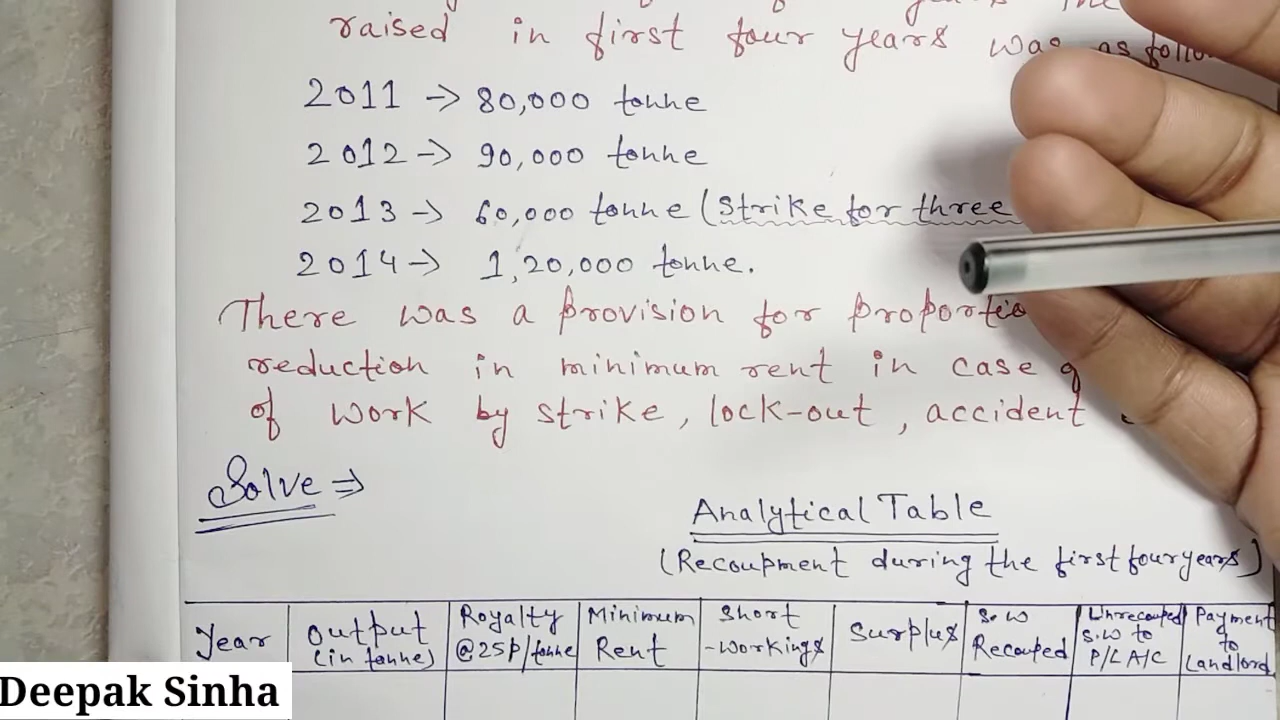 raised in first four years was as
2011 → 80,000 tonne
2012 → 90,000 tonne
2013 → 60,000 tonne (Strike for three
2014 → 1,20,000 tonne.
There was a provision for
reduction in minimum rent in case
of work by strike, lock-out, accident
Solve ⇒
Analytical Table
(Recoupment during the first four years)
Year
Output (in tonne)
Royalty @25P/tonne
Minimum Rent
Short -workings
Surplus
S.W Recouped
Unrecouped S.W to P/L A/C
Payment to Landlord
Deepak Sinha